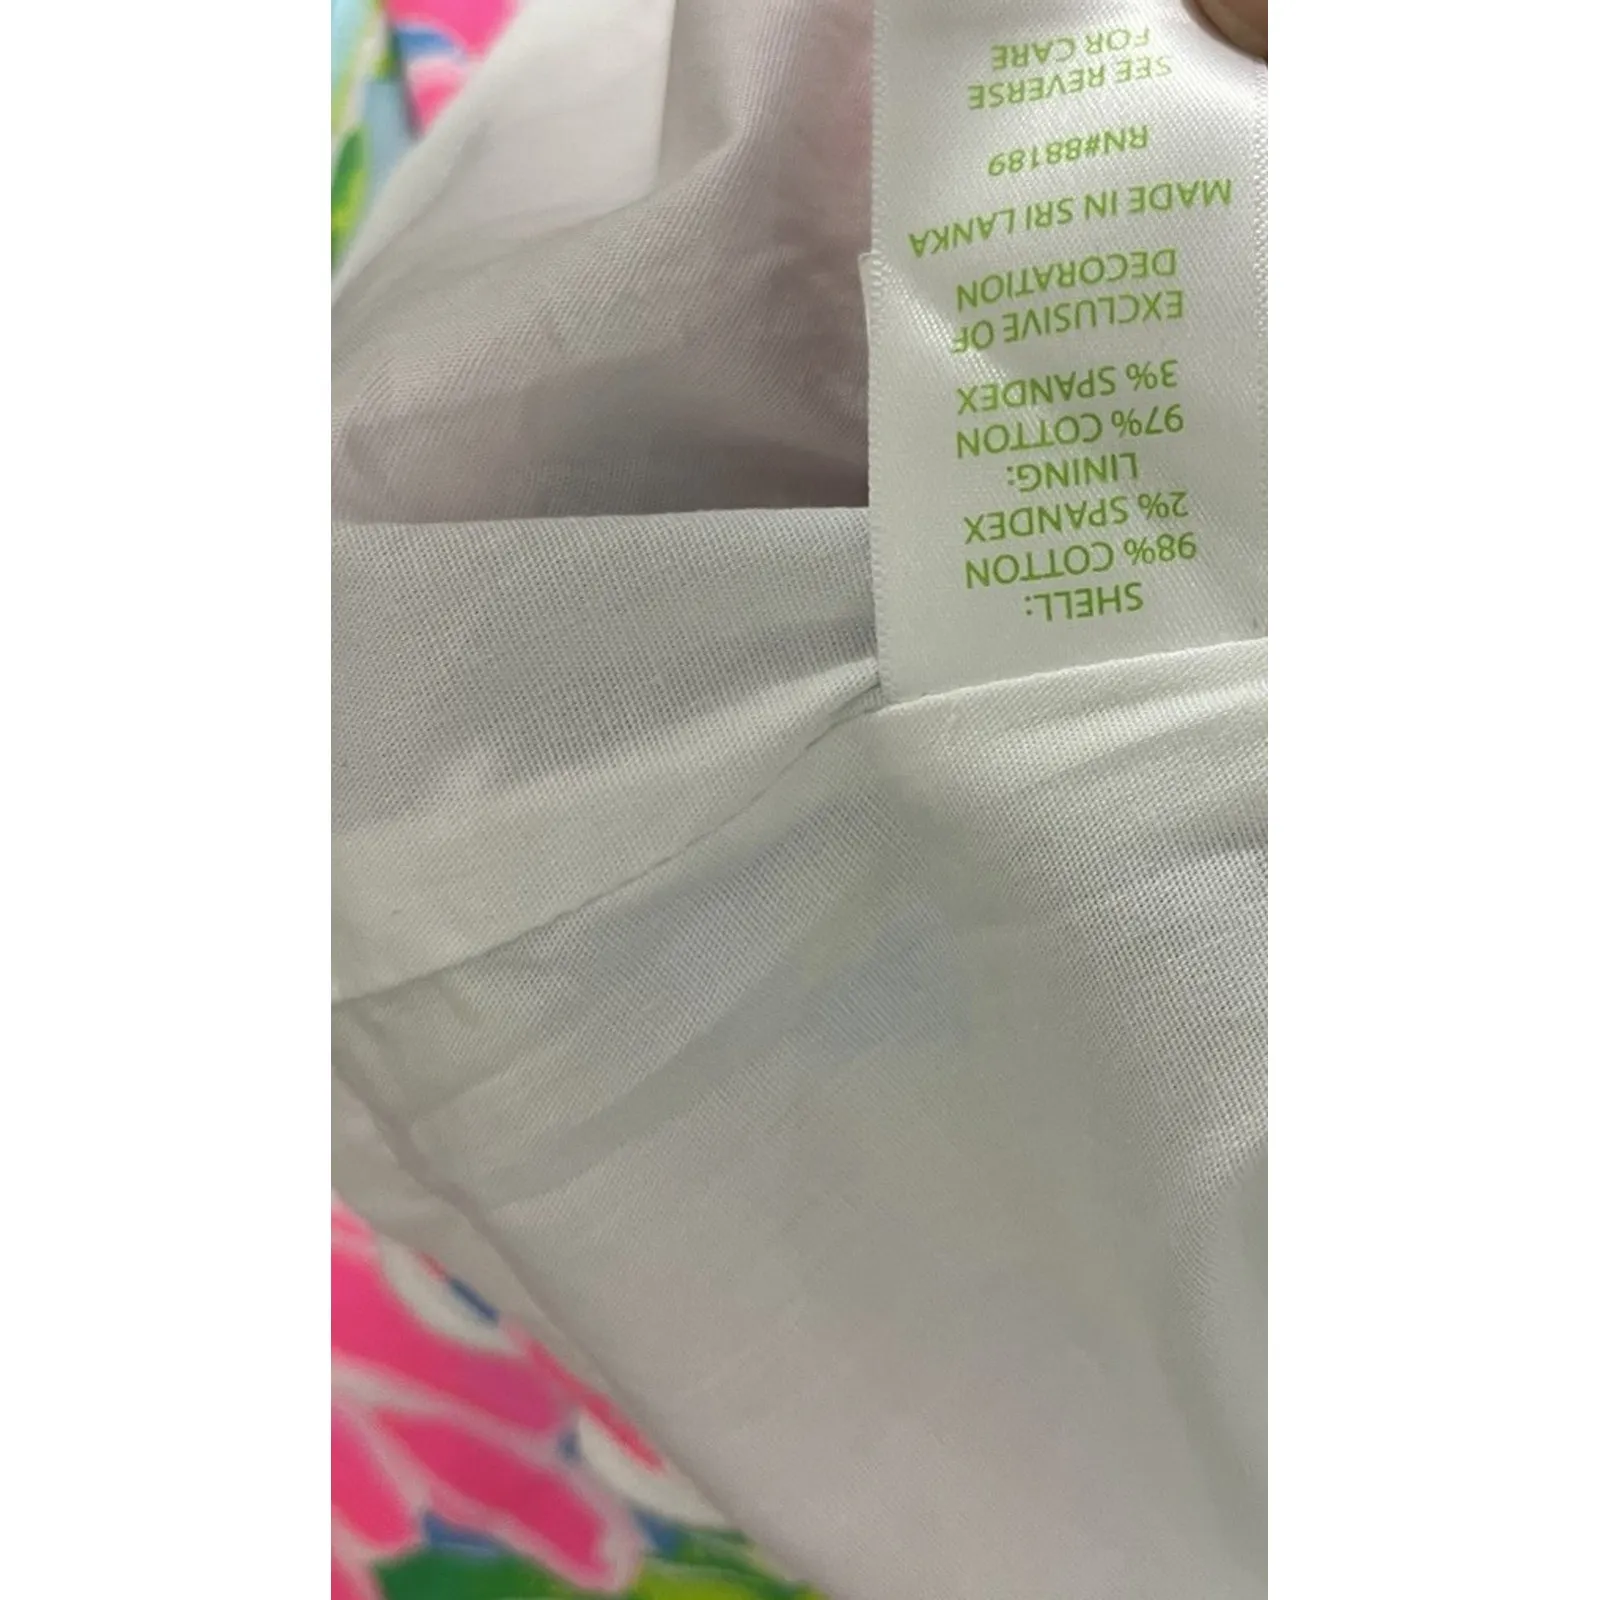 SHELL:
98% COTTON
2% SPANDEX
LINING:
97% COTTON
3% SPANDEX
EXCLUSIVE OF
DECORATION
MADE IN SRI LANKA
RN#88189
SEE REVERSE
FOR CARE